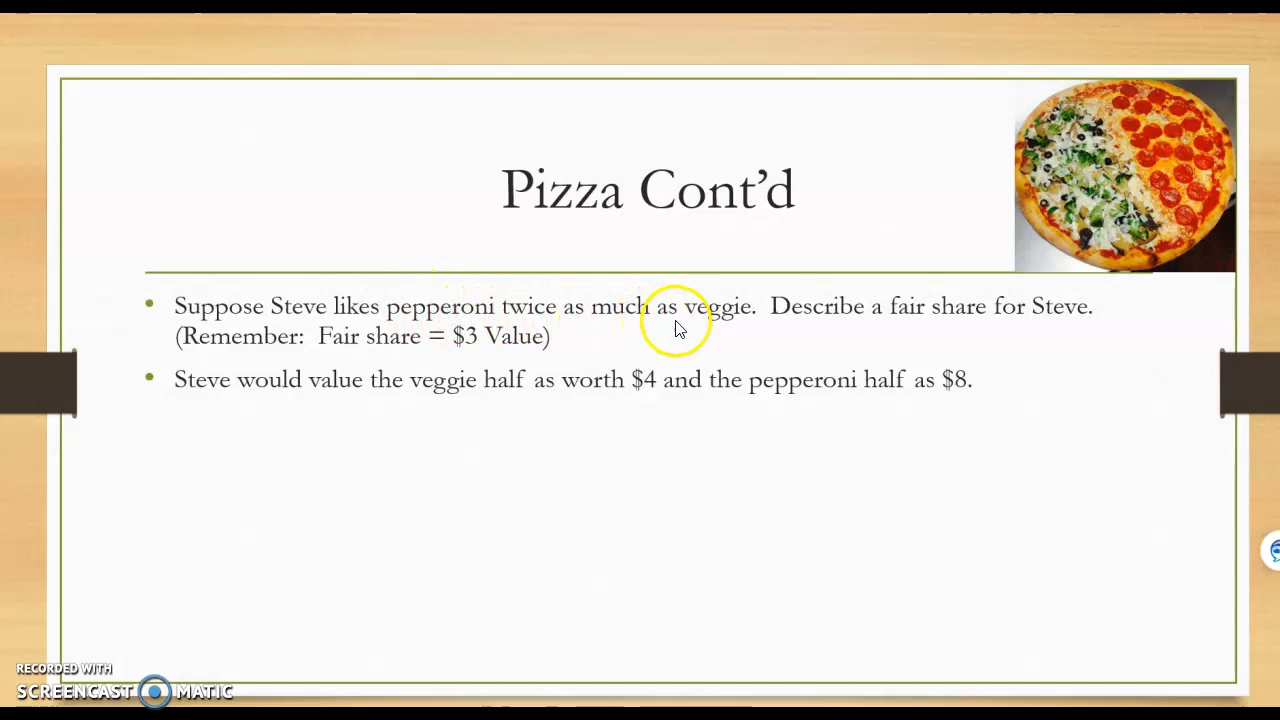 Pizza Cont’d
• Suppose Steve likes pepperoni twice as much as veggie.  Describe a fair share for Steve.
(Remember:  Fair share = $3 Value)
• Steve would value the veggie half as worth $4 and the pepperoni half as $8.
RECORDED WITH
SCREENCAST MATIC